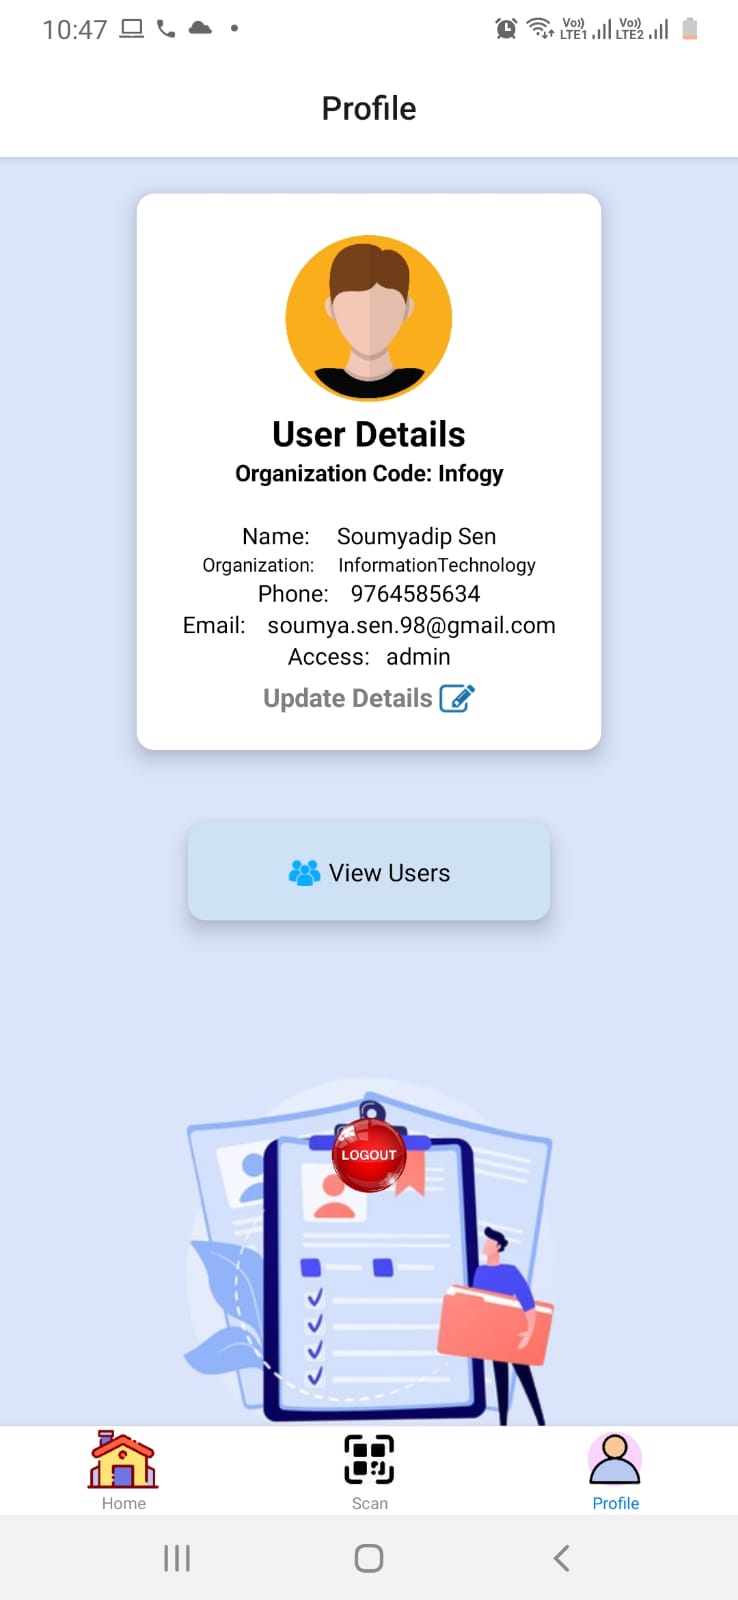 10:47
Vo)) LTE1 Vo)) LTE2
Profile
User Details
Organization Code: Infogy
Name: Soumyadip Sen
Organization: InformationTechnology
Phone: 9764585634
Email: soumya.sen.98@gmail.com
Access: admin
Update Details
View Users
LOGOUT
Home Scan Profile